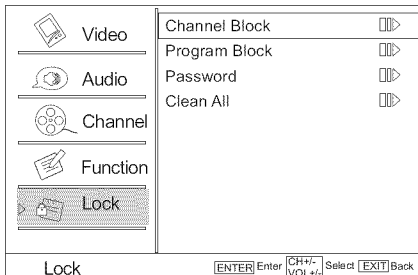 Video
Audio
Channel
Function
Lock
Channel Block
Program Block
Password
Clean All
Lock
ENTER Enter CH+/- VOL+/- Select EXIT Back